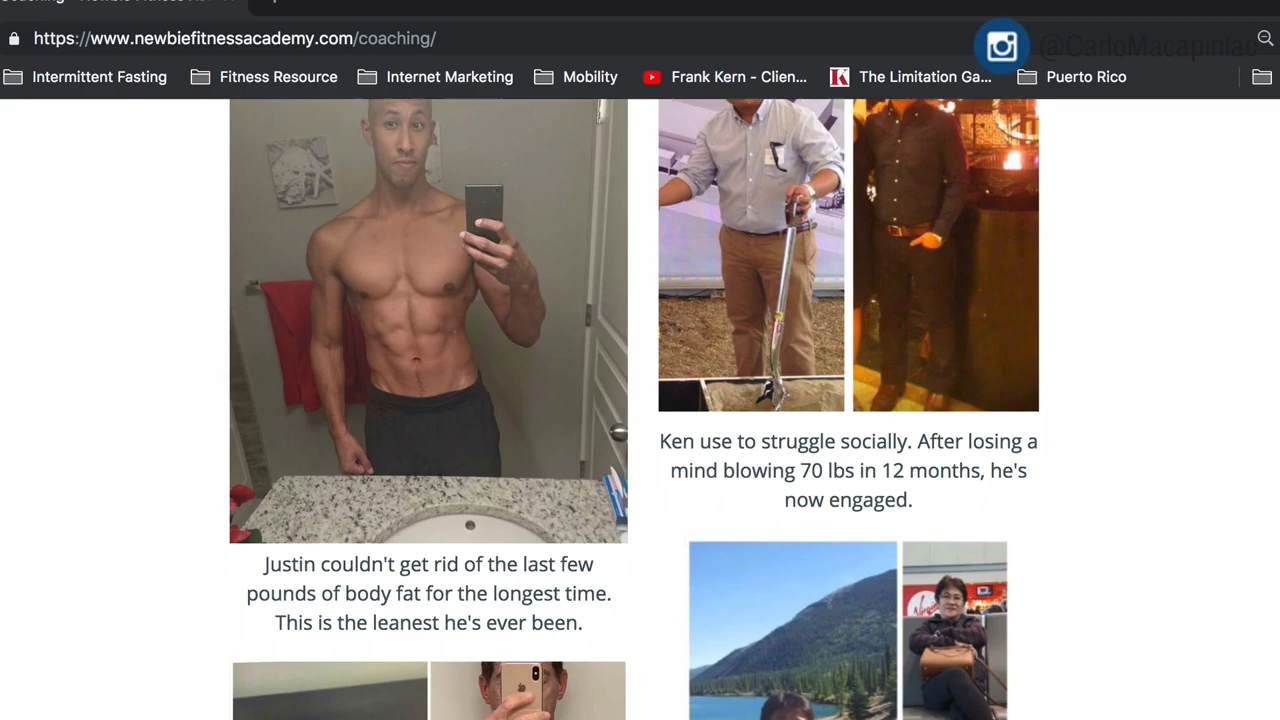 https://www.newbiefitnessacademy.com/coaching/
@CarloMacapinlac
Intermittent Fasting
Fitness Resource
Internet Marketing
Mobility
Frank Kern - Clien...
The Limitation Ga...
Puerto Rico
Justin couldn't get rid of the last few
pounds of body fat for the longest time.
This is the leanest he's ever been.
Ken use to struggle socially. After losing a
mind blowing 70 lbs in 12 months, he's
now engaged.